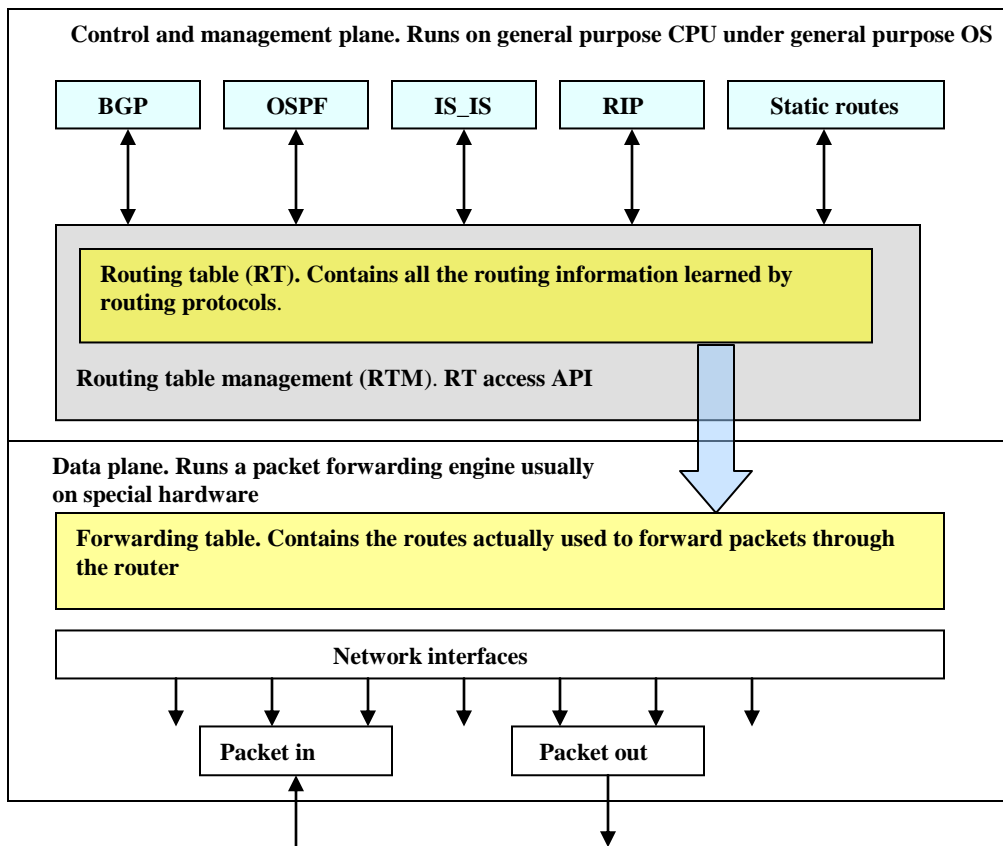 Control and management plane. Runs on general purpose CPU under general purpose OS
BGP
OSPF
IS_IS
RIP
Static routes
Routing table (RT). Contains all the routing information learned by
routing protocols.
Routing table management (RTM). RT access API
Data plane. Runs a packet forwarding engine usually
on special hardware
Forwarding table. Contains the routes actually used to forward packets through
the router
Network interfaces
Packet in
Packet out